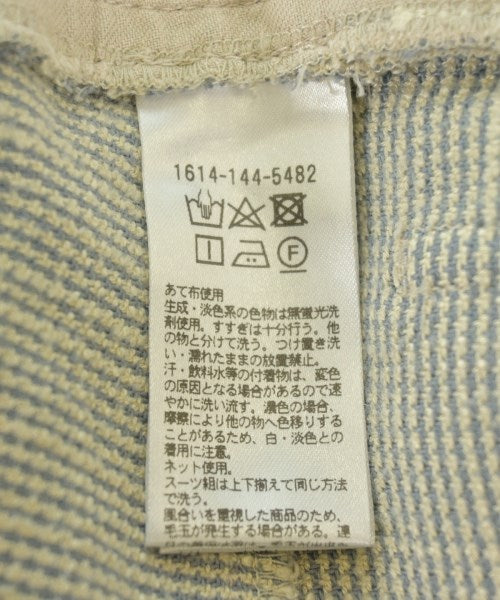 1614-144-5482
F
あて布使用
生成・淡色系の色物は無蛍光洗
剤使用。すすぎは十分行う。他
の物と分けて洗う。つけ置き洗
い・濡れたままの放置禁止。
汗・飲料水等の付着物は、変色
の原因となる場合があるので速
やかに洗い流す。濃色の場合、
摩擦により他の物へ色移りする
ことがあるため、白・淡色との
着用に注意。
ネット使用。
スーツ組は上下揃えて同じ方法
で洗う。
風合いを重視した商品のため、
毛玉が発生する場合がある。連